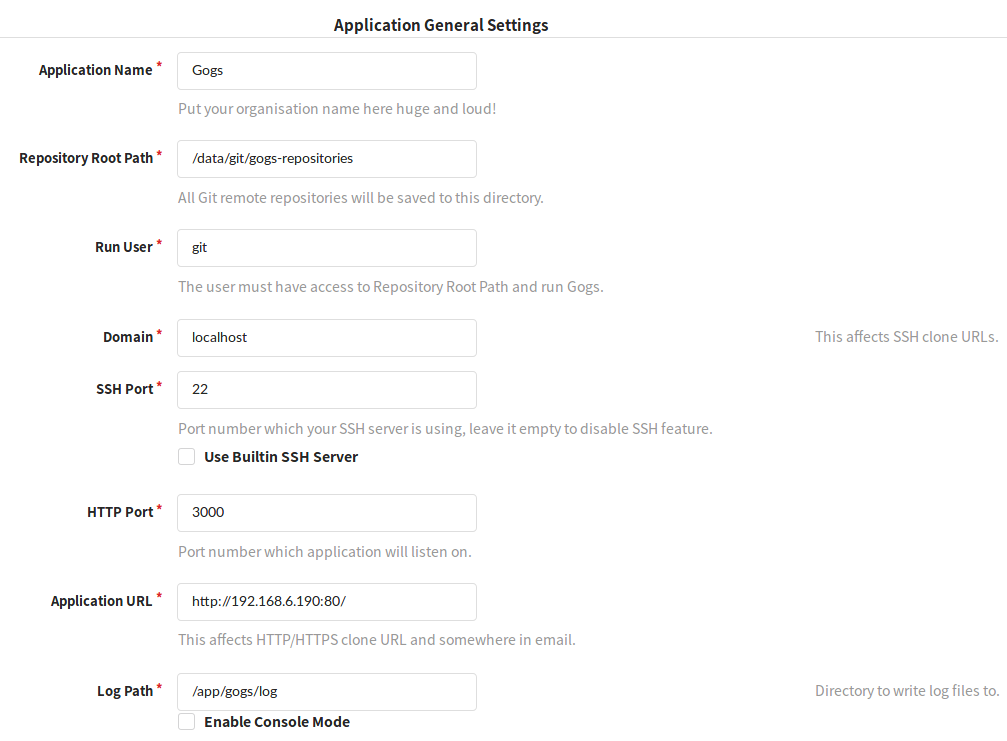 Application General Settings
Application Name *
Gogs
Put your organisation name here huge and loud!
Repository Root Path *
/data/git/gogs-repositories
All Git remote repositories will be saved to this directory.
Run User *
git
The user must have access to Repository Root Path and run Gogs.
Domain *
localhost
This affects SSH clone URLs.
SSH Port *
22
Port number which your SSH server is using, leave it empty to disable SSH feature.
Use Builtin SSH Server
HTTP Port *
3000
Port number which application will listen on.
Application URL *
http://192.168.6.190:80/
This affects HTTP/HTTPS clone URL and somewhere in email.
Log Path *
/app/gogs/log
Directory to write log files to.
Enable Console Mode